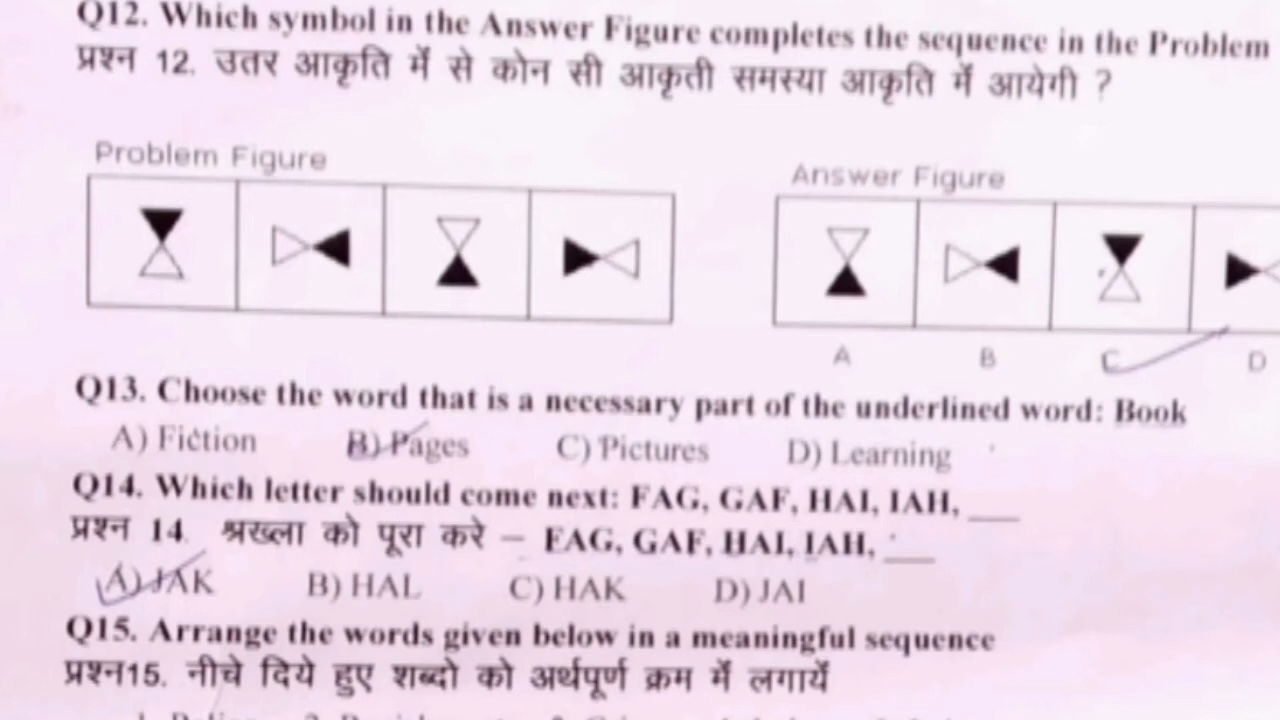 Q12. Which symbol in the Answer Figure completes the sequence in the Problem
प्रश्न 12. उतर आकृति में से कोन सी आकृती समस्या आकृति में आयेगी ?
Problem Figure
Answer Figure
A B C D
Q13. Choose the word that is a necessary part of the underlined word: Book
A) Fiction B) Pages C) Pictures D) Learning
Q14. Which letter should come next: FAG, GAF, HAI, IAH, ___
प्रश्न 14. श्रख्ला को पूरा करे – FAG, GAF, HAI, IAH, ___
A) JAK B) HAL C) HAK D) JAI
Q15. Arrange the words given below in a meaningful sequence
प्रश्न15. नीचे दिये हुए शब्दो को अर्थपूर्ण क्रम में लगायें